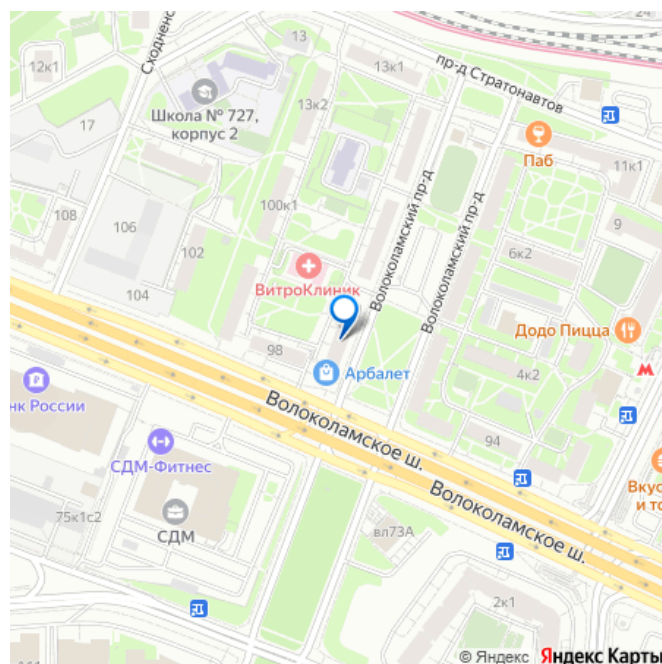 24
13
13к1
12к1
Сходненс
пр-д Стратонавтов
Школа № 727,
корпус 2
13к2
17
Паб
11к1
Волоколамский пр-д
100к1
108
106
9
102
6к2
Волоколамский пр-д
ВитроКлиник
104
Додо Пицца
98
Арбалет
4к2
нк России
Волоколамское ш.
94
СДМ-Фитнес
Вкус
и то
Волоколамское ш.
75к1с2
СДМ
вл73А
2к1
© Яндекс Яндекс Карты